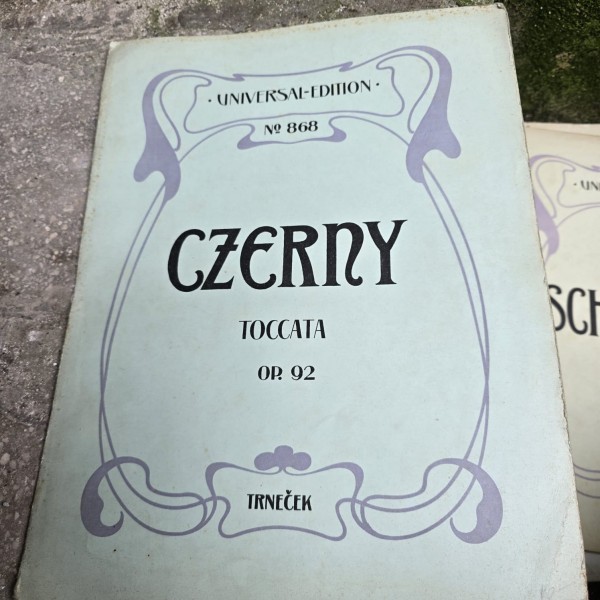 · UNIVERSAL-EDITION ·
Nº 868
CZERNY
TOCCATA
OP. 92
TRNEČEK